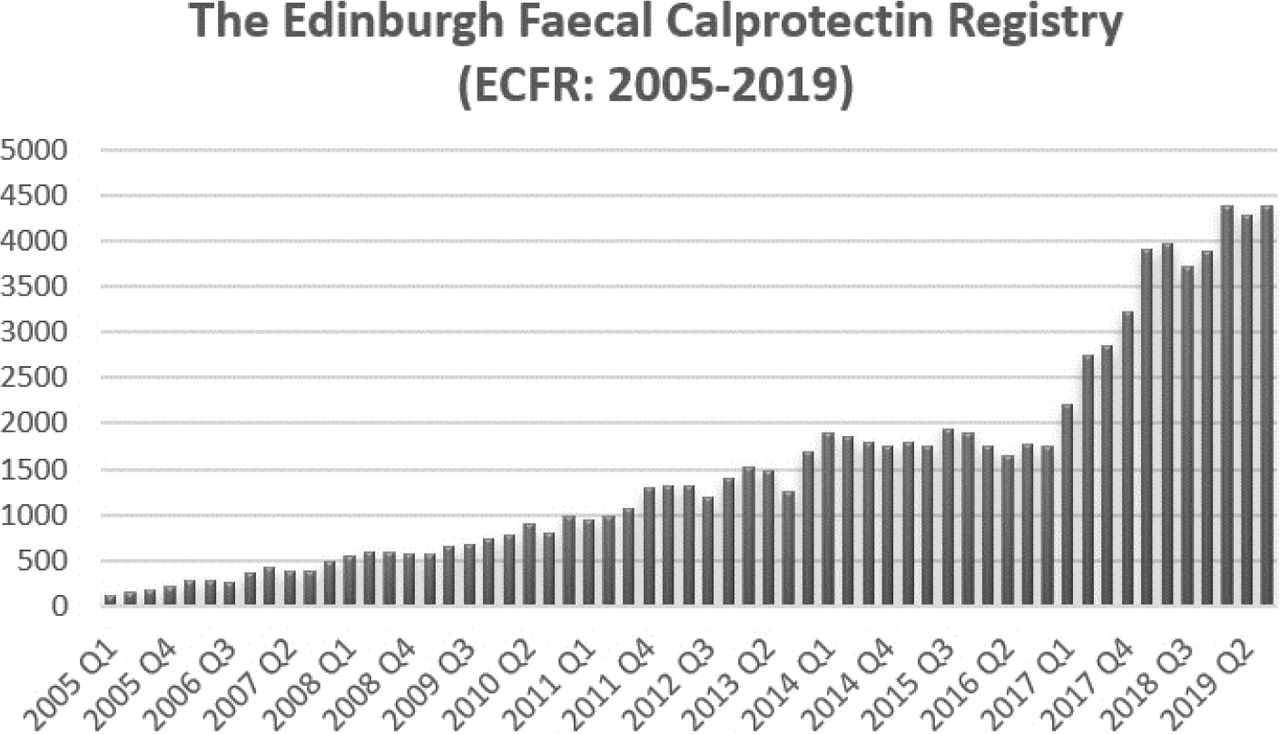 The Edinburgh Faecal Calprotectin Registry
(ECFR: 2005-2019)
5000
4500
4000
3500
3000
2500
2000
1500
1000
500
0
2005 Q1
2005 Q4
2006 Q3
2007 Q2
2008 Q1
2008 Q4
2009 Q3
2010 Q2
2011 Q1
2011 Q4
2012 Q3
2013 Q2
2014 Q1
2014 Q4
2015 Q3
2016 Q2
2017 Q1
2017 Q4
2018 Q3
2019 Q2